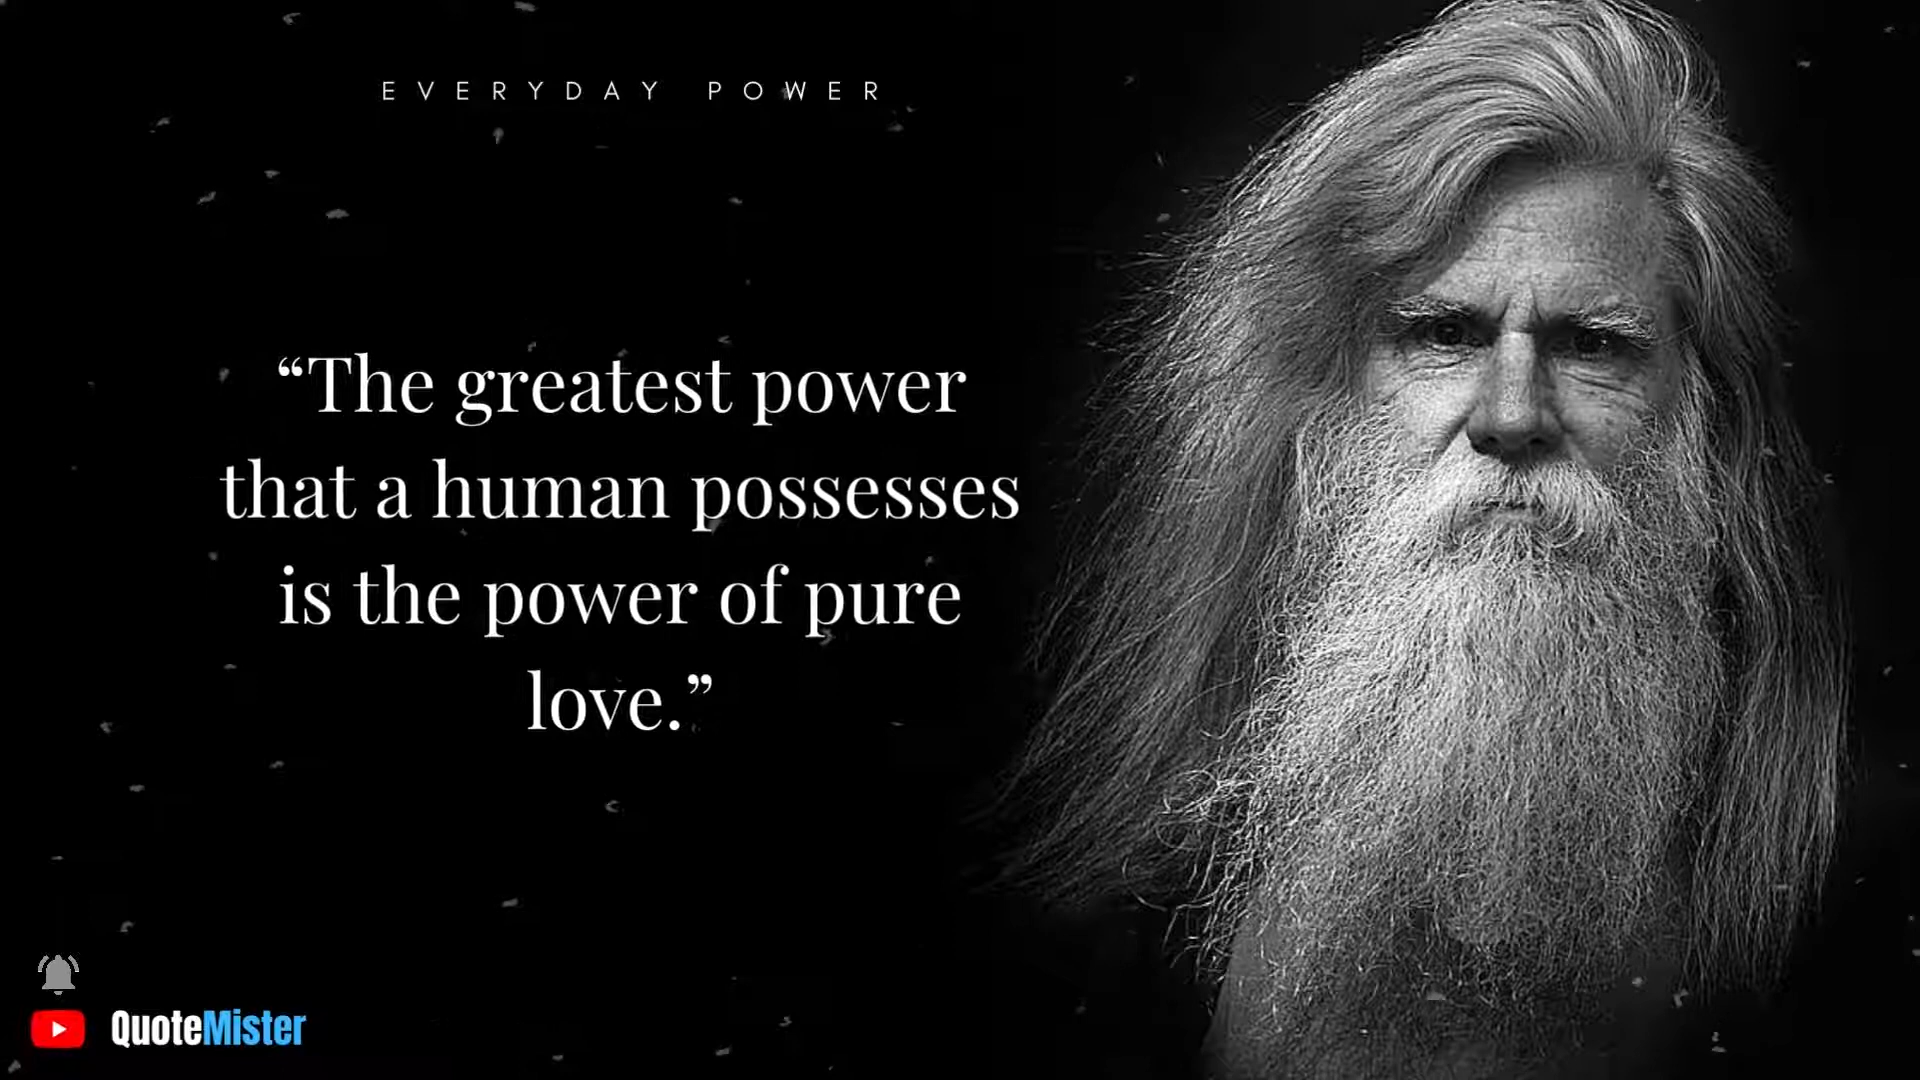 EVERYDAY POWER
“The greatest power
that a human possesses
is the power of pure
love.”
QuoteMister